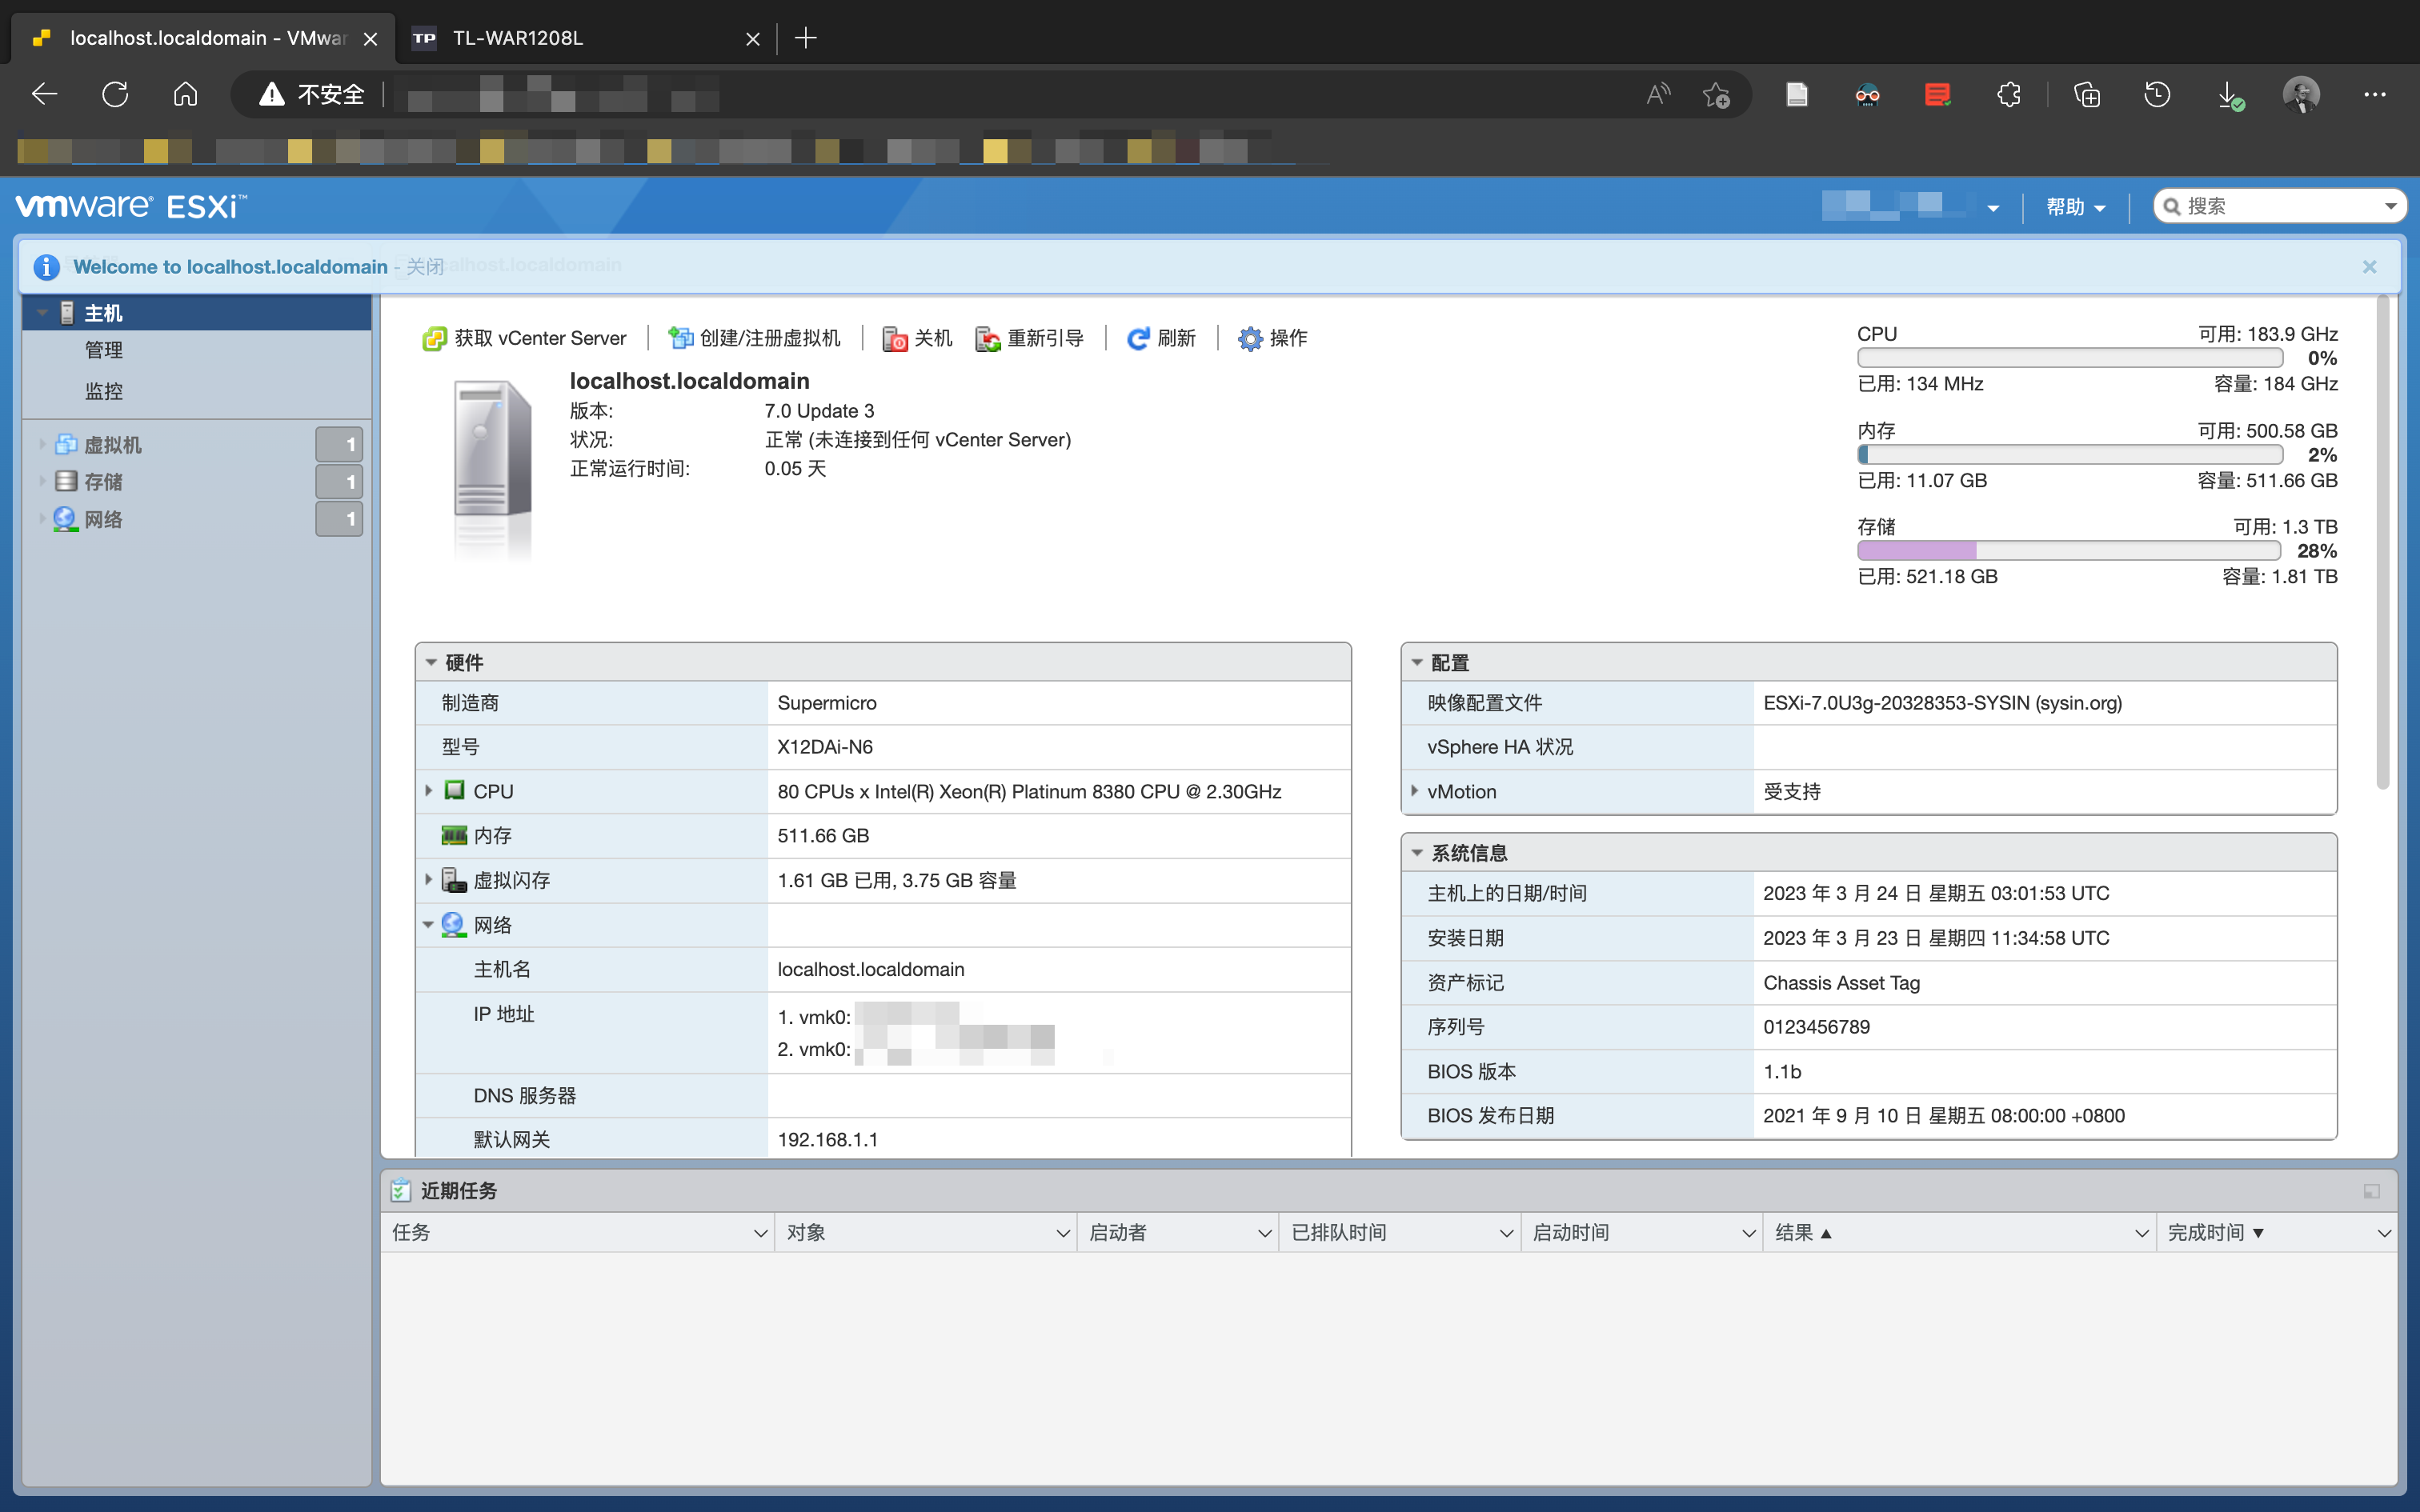 localhost.localdomain - VMwar
TP TL-WAR1208L
不安全
vmware® ESXi™
帮助
搜索
Welcome to localhost.localdomain - 关闭
主机
管理
监控
虚拟机 1
存储 1
网络 1
获取 vCenter Server
创建/注册虚拟机
关机
重新引导
刷新
操作
localhost.localdomain
版本: 7.0 Update 3
状况: 正常 (未连接到任何 vCenter Server)
正常运行时间: 0.05 天
CPU 可用: 183.9 GHz
0%
已用: 134 MHz 容量: 184 GHz
内存 可用: 500.58 GB
2%
已用: 11.07 GB 容量: 511.66 GB
存储 可用: 1.3 TB
28%
已用: 521.18 GB 容量: 1.81 TB
硬件
制造商 Supermicro
型号 X12DAi-N6
CPU 80 CPUs x Intel(R) Xeon(R) Platinum 8380 CPU @ 2.30GHz
内存 511.66 GB
虚拟闪存 1.61 GB 已用, 3.75 GB 容量
网络
主机名 localhost.localdomain
IP 地址 1. vmk0:
2. vmk0:
DNS 服务器
默认网关 192.168.1.1
配置
映像配置文件 ESXi-7.0U3g-20328353-SYSIN (sysin.org)
vSphere HA 状况
vMotion 受支持
系统信息
主机上的日期/时间 2023 年 3 月 24 日 星期五 03:01:53 UTC
安装日期 2023 年 3 月 23 日 星期四 11:34:58 UTC
资产标记 Chassis Asset Tag
序列号 0123456789
BIOS 版本 1.1b
BIOS 发布日期 2021 年 9 月 10 日 星期五 08:00:00 +0800
近期任务
任务 对象 启动者 已排队时间 启动时间 结果 ▲ 完成时间 ▼